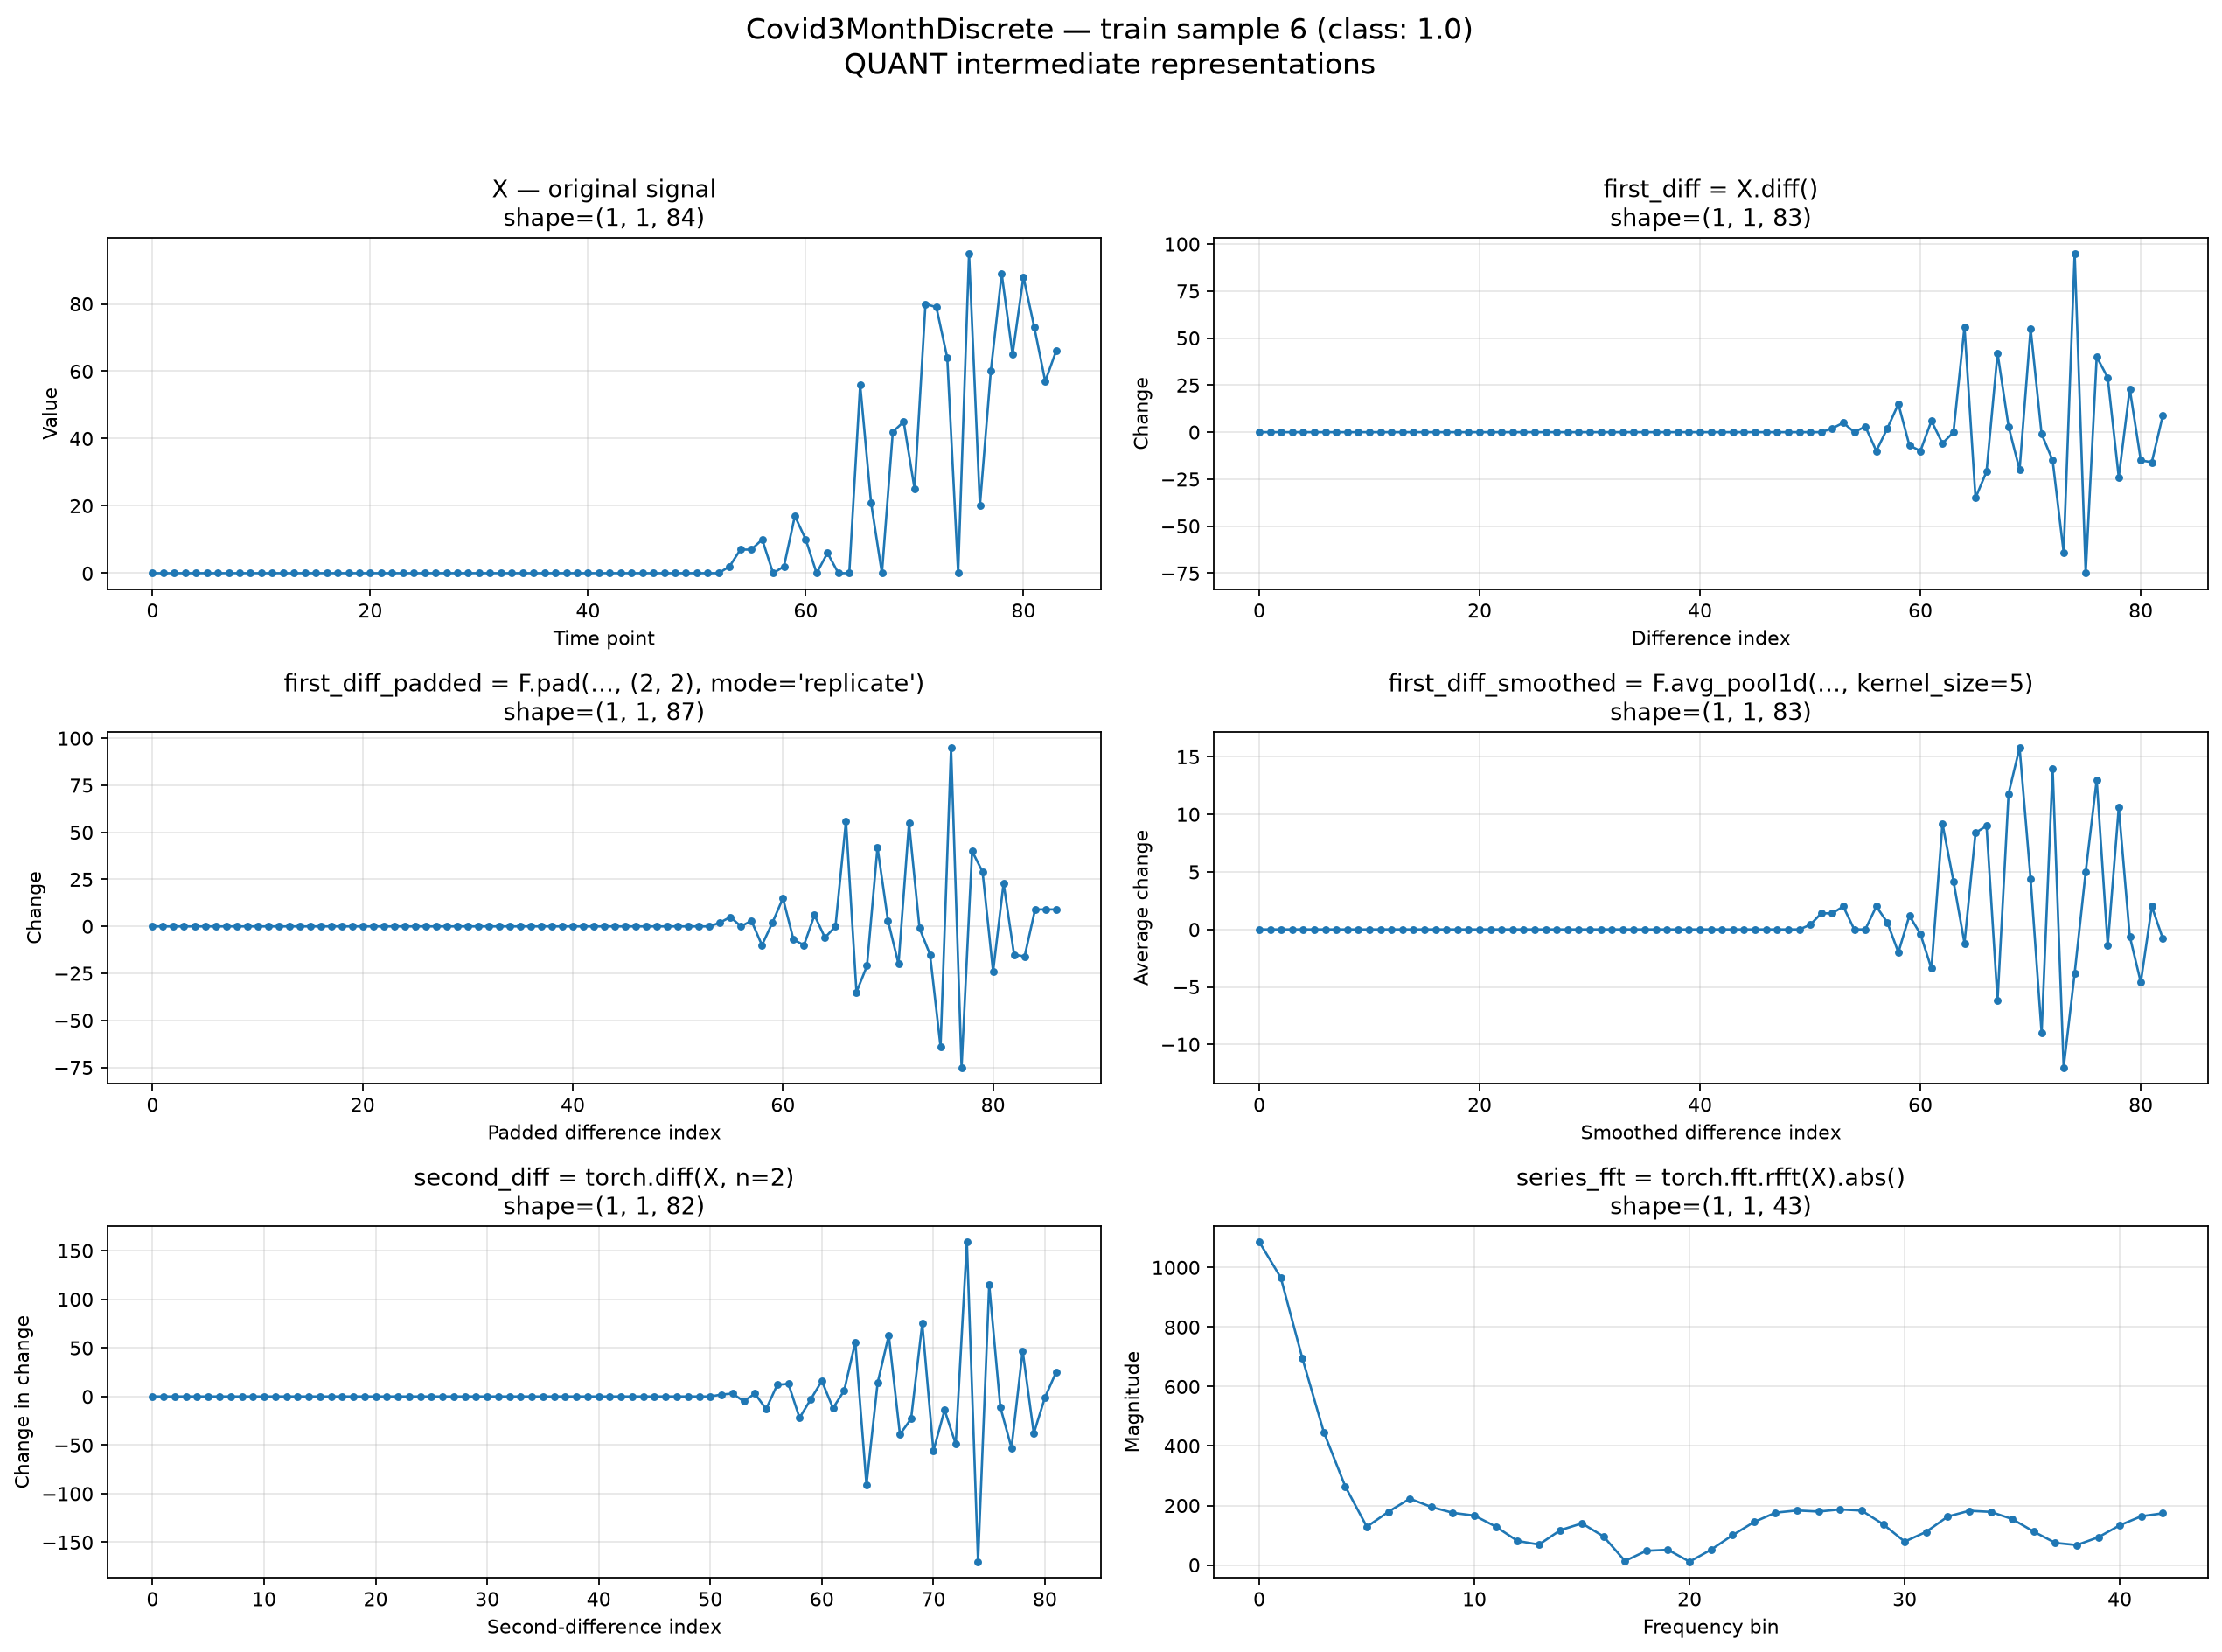 Covid3MonthDiscrete — train sample 6 (class: 1.0)
QUANT intermediate representations
X — original signal
shape=(1, 1, 84)
Value
80
60
40
20
0
0 20 40 60 80
Time point
first_diff = X.diff()
shape=(1, 1, 83)
Change
100
75
50
25
0
−25
−50
−75
0 20 40 60 80
Difference index
first_diff_padded = F.pad(..., (2, 2), mode='replicate')
shape=(1, 1, 87)
Change
100
75
50
25
0
−25
−50
−75
0 20 40 60 80
Padded difference index
first_diff_smoothed = F.avg_pool1d(..., kernel_size=5)
shape=(1, 1, 83)
Average change
15
10
5
0
−5
−10
0 20 40 60 80
Smoothed difference index
second_diff = torch.diff(X, n=2)
shape=(1, 1, 82)
Change in change
150
100
50
0
−50
−100
−150
0 10 20 30 40 50 60 70 80
Second-difference index
series_fft = torch.fft.rfft(X).abs()
shape=(1, 1, 43)
Magnitude
1000
800
600
400
200
0
0 10 20 30 40
Frequency bin